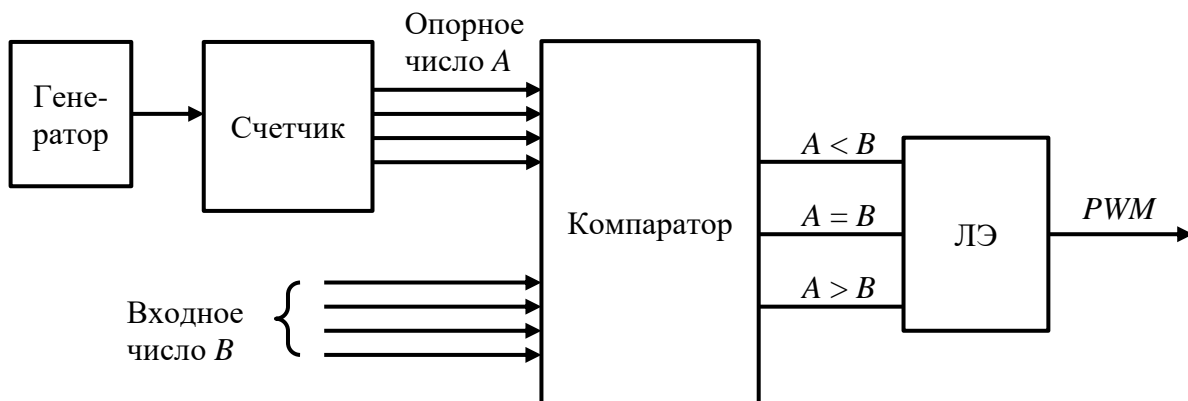 Опорное
число A
Гене-
ратор
Счетчик
A < B
Компаратор
A = B
ЛЭ
PWM
A > B
Входное
число B